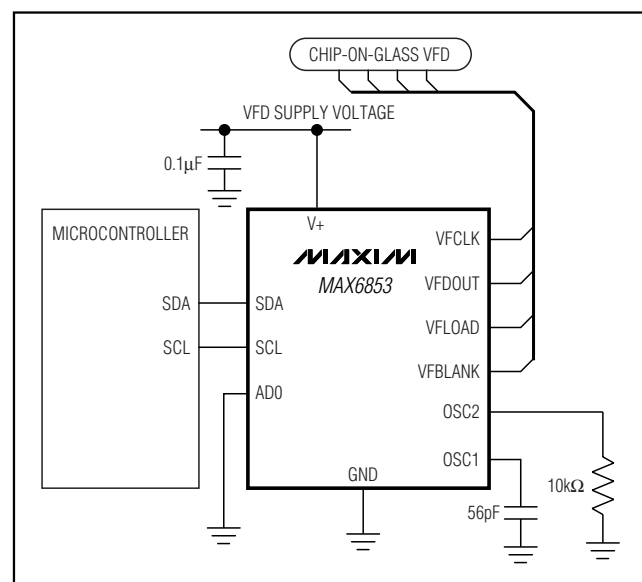 CHIP-ON-GLASS VFD
VFD SUPPLY VOLTAGE
0.1μF
MICROCONTROLLER
V+
VFCLK
MAXIM
MAX6853
VFDOUT
SDA
SDA
VFLOAD
SCL
SCL
VFBLANK
AD0
OSC2
OSC1
GND
10kΩ
56pF